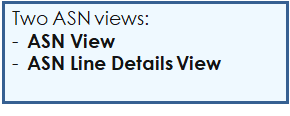 Two ASN views:
- ASN View
- ASN Line Details View